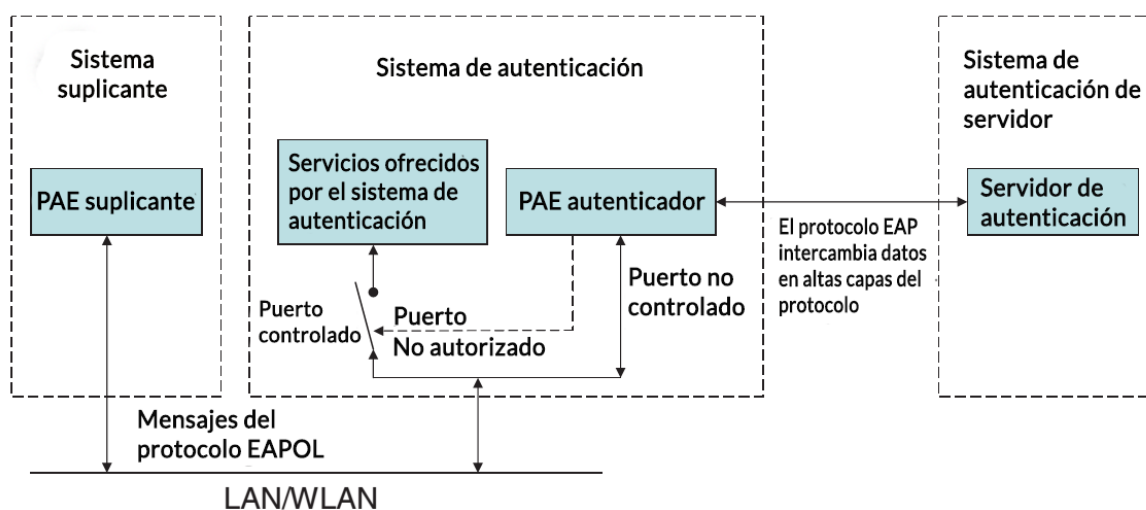 Sistema
suplicante
Sistema de autenticación
Sistema de
autenticación de
servidor
PAE suplicante
Servicios ofrecidos
por el sistema de
autenticación
PAE autenticador
Servidor de
autenticación
El protocolo EAP
intercambia datos
en altas capas del
protocolo
Puerto no
controlado
Puerto
controlado
Puerto
No autorizado
Mensajes del
protocolo EAPOL
LAN/WLAN